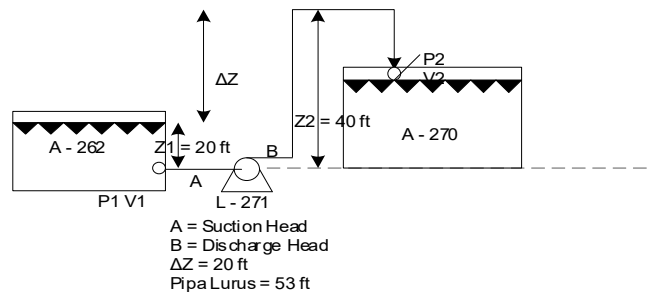 P2
V2
ΔZ
Z2 = 40 ft
A - 262
Z1 = 20 ft
A - 270
B
A
P1 V1
L - 271
A = Suction Head
B = Discharge Head
ΔZ = 20 ft
Pipa Lurus = 53 ft